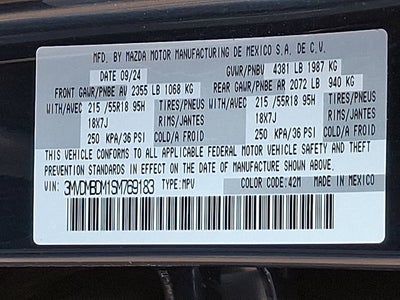 MFD. BY MAZDA MOTOR MANUFACTURING DE MEXICO S.A. DE C.V.
DATE 09/24 GVWR/PNBV 4381 LB 1987 KG
FRONT GAWR/PNBE AV 2355 LB 1068 KG REAR GAWR/PNBE AR 2072 LB 940 KG
WITH/AVEC 215 /55R18 95H TIRES/PNEUS WITH/AVEC 215 /55R18 95H TIRES/PNEUS
18X7J RIMS/JANTES 18X7J RIMS/JANTES
250 KPA/36 PSI COLD/A FROID 250 KPA/36 PSI COLD/A FROID
THIS VEHICLE CONFORMS TO ALL APPLICABLE FEDERAL MOTOR VEHICLE SAFETY AND THEFT
PREVENTION STANDARDS IN EFFECT ON THE DATE OF MANUFACTURE SHOWN ABOVE.
VIN: 3MVDMBDM1SM769183 TYPE:MPV COLOR CODE:42M MADE IN MEXICO